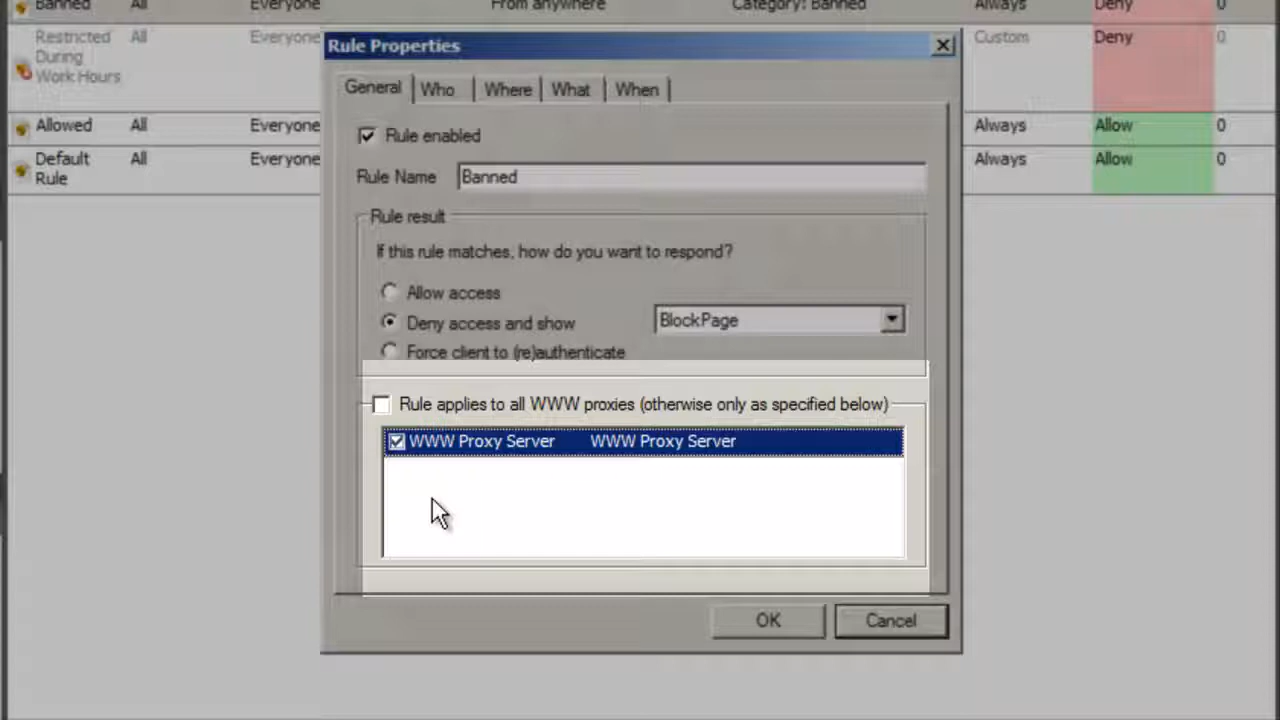 Banned All Everyone From anywhere Category: Banned Always Deny 0
Restricted All Everyone Custom Deny 0
During
Work Hours
Allowed All Everyone Always Allow 0
Default All Everyone Always Allow 0
Rule
Rule Properties
General Who Where What When
Rule enabled
Rule Name Banned
Rule result
If this rule matches, how do you want to respond?
Allow access
Deny access and show BlockPage
Force client to (re)authenticate
Rule applies to all WWW proxies (otherwise only as specified below)
WWW Proxy Server WWW Proxy Server
OK Cancel